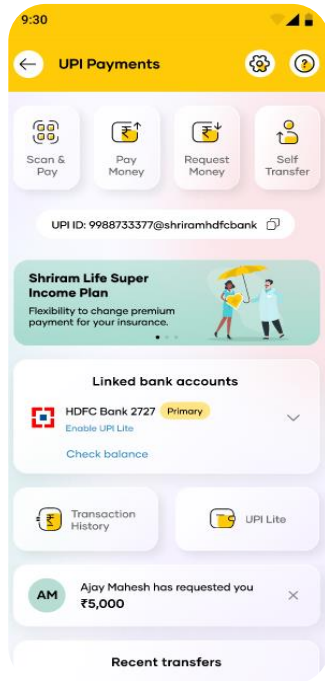 9:30
UPI Payments
Scan &
Pay
Pay
Money
Request
Money
Self
Transfer
UPI ID: 9988733377@shriramhdfcbank
Shriram Life Super
Income Plan
Flexibility to change premium
payment for your insurance.
Linked bank accounts
HDFC Bank 2727 Primary
Enable UPI Lite
Check balance
Transaction
History
UPI Lite
AM
Ajay Mahesh has requested you
₹5,000
Recent transfers